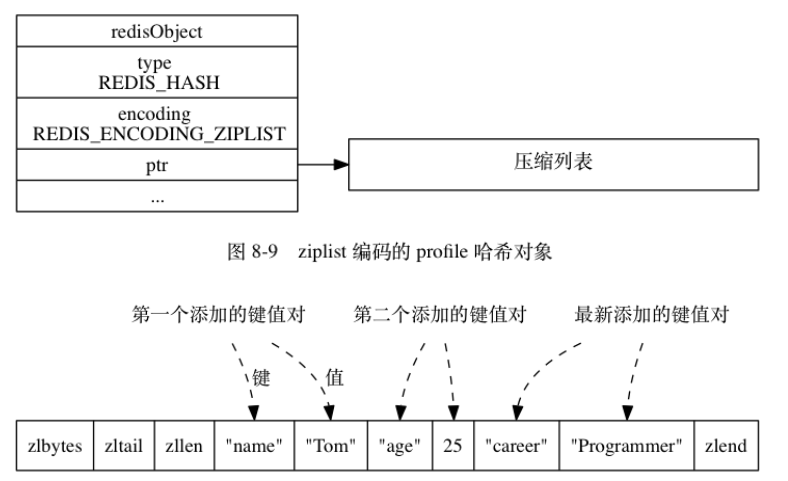 redisObject
type
REDIS_HASH
encoding
REDIS_ENCODING_ZIPLIST
ptr
压缩列表
...
图 8-9 ziplist 编码的 profile 哈希对象
第一个添加的键值对 第二个添加的键值对 最新添加的键值对
键 值
zlbytes zltail zllen "name" "Tom" "age" 25 "career" "Programmer" zlend